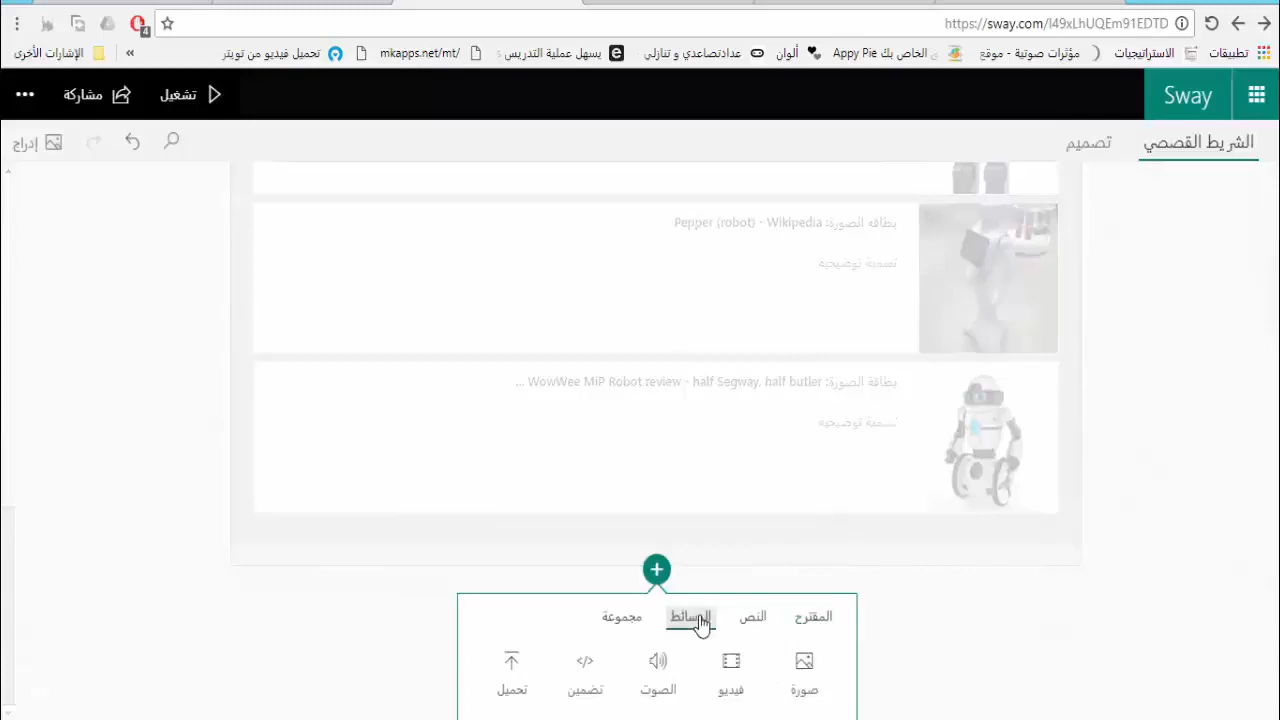 https://sway.com/I49xLhUQEm91EDTD
4
تطبيقات
الاستراتيجيات
مؤثرات صوتية - موقع
الخاص بك Appy Pie
ألوان
عدادتصاعدي و تنازلي
يسهل عملية التدريس
mkapps.net/mt/
تحميل فيديو من تويتر
«
الإشارات الأخرى
Sway
تشغيل
مشاركة
...
الشريط القصصي
تصميم
إدراج
بطاقة الصورة: Pepper (robot) - Wikipedia
تسمية توضيحية
بطاقة الصورة: WowWee MiP Robot review - half Segway, half butler ...
تسمية توضيحية
المقترح
النص
الوسائط
مجموعة
صورة
فيديو
الصوت
تضمين
تحميل